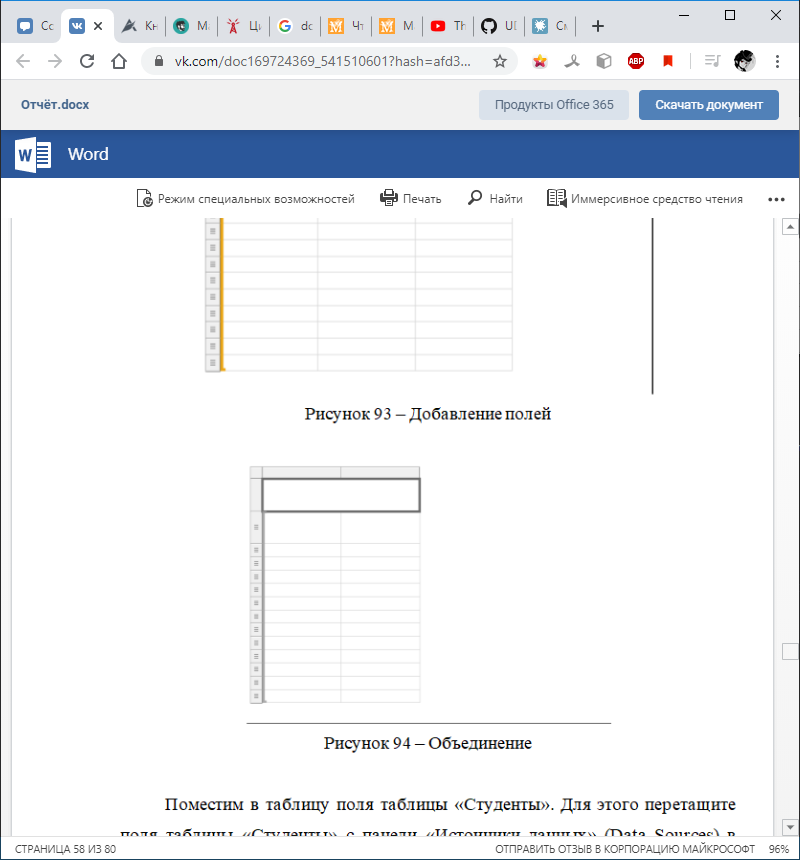 Сс
Кн
М
Ци
dc
Чт
М
Th
UI
См
vk.com/doc169724369_541510601?hash=afd3...
ABP
Отчёт.docx
Продукты Office 365
Скачать документ
W
Word
Режим специальных возможностей
Печать
Найти
Иммерсивное средство чтения
Рисунок 93 – Добавление полей
Рисунок 94 – Объединение
Поместим в таблицу поля таблицы «Студенты». Для этого перетащите
поля таблицы «Студенты» с панели «Источники данных» (Data Sources) в
СТРАНИЦА 58 ИЗ 80
ОТПРАВИТЬ ОТЗЫВ В КОРПОРАЦИЮ МАЙКРОСОФТ
96%